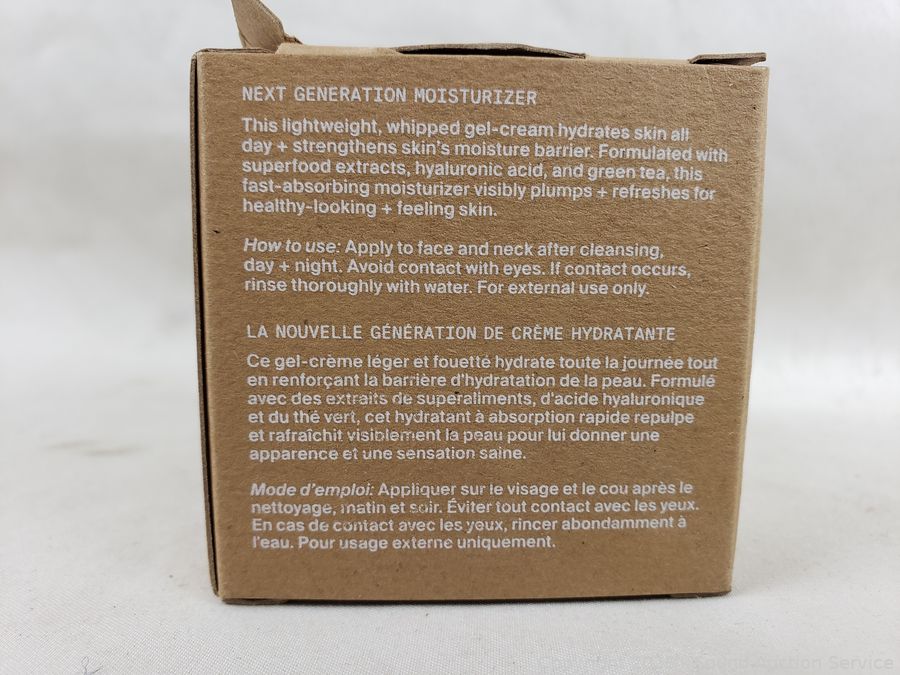 NEXT GENERATION MOISTURIZER
This lightweight, whipped gel-cream hydrates skin all
day + strengthens skin's moisture barrier. Formulated with
superfood extracts, hyaluronic acid, and green tea, this
fast-absorbing moisturizer visibly plumps + refreshes for
healthy-looking + feeling skin.
How to use: Apply to face and neck after cleansing,
day + night. Avoid contact with eyes. If contact occurs,
rinse thoroughly with water. For external use only.
LA NOUVELLE GÉNÉRATION DE CRÈME HYDRATANTE
Ce gel-crème léger et fouetté hydrate toute la journée tout
en renforçant la barrière d'hydratation de la peau. Formulé
avec des extraits de superaliments, d'acide hyaluronique
et du thé vert, cet hydratant à absorption rapide repulpe
et rafraîchit visiblement la peau pour lui donner une
apparence et une sensation saine.
Mode d'emploi: Appliquer sur le visage et le cou après le
nettoyage, matin et soir. Éviter tout contact avec les yeux.
En cas de contact avec les yeux, rincer abondamment à
l'eau. Pour usage externe uniquement.
Copyright Sound Auction Service